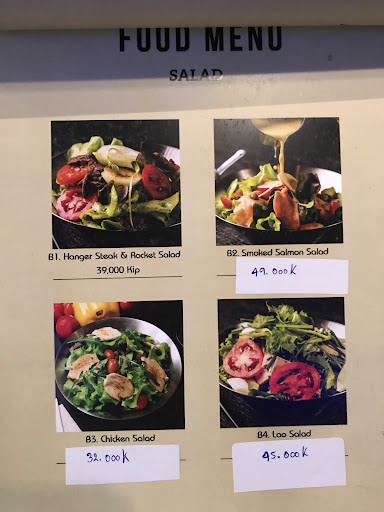 FOOD MENU
SALAD
B1. Hanger Steak & Rocket Salad
39,000 Kip
B2. Smoked Salmon Salad
49.000K
B3. Chicken Salad
32.000K
B4. Lao Salad
45.000K